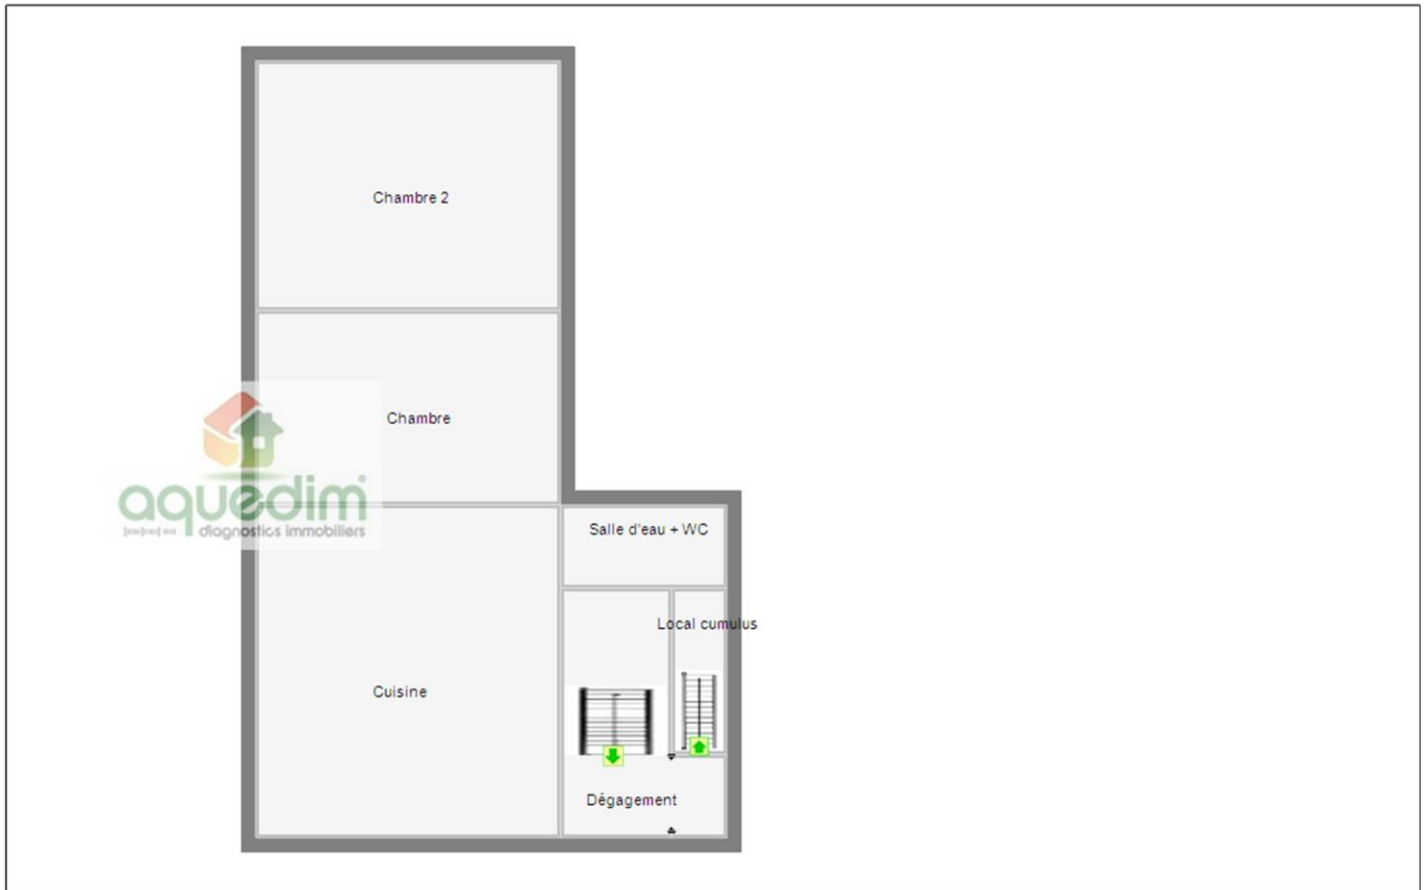 Chambre 2
Chambre
aquedim
diagnostics immobiliers
Salle d'eau + WC
Local cumulus
Cuisine
Dégagement